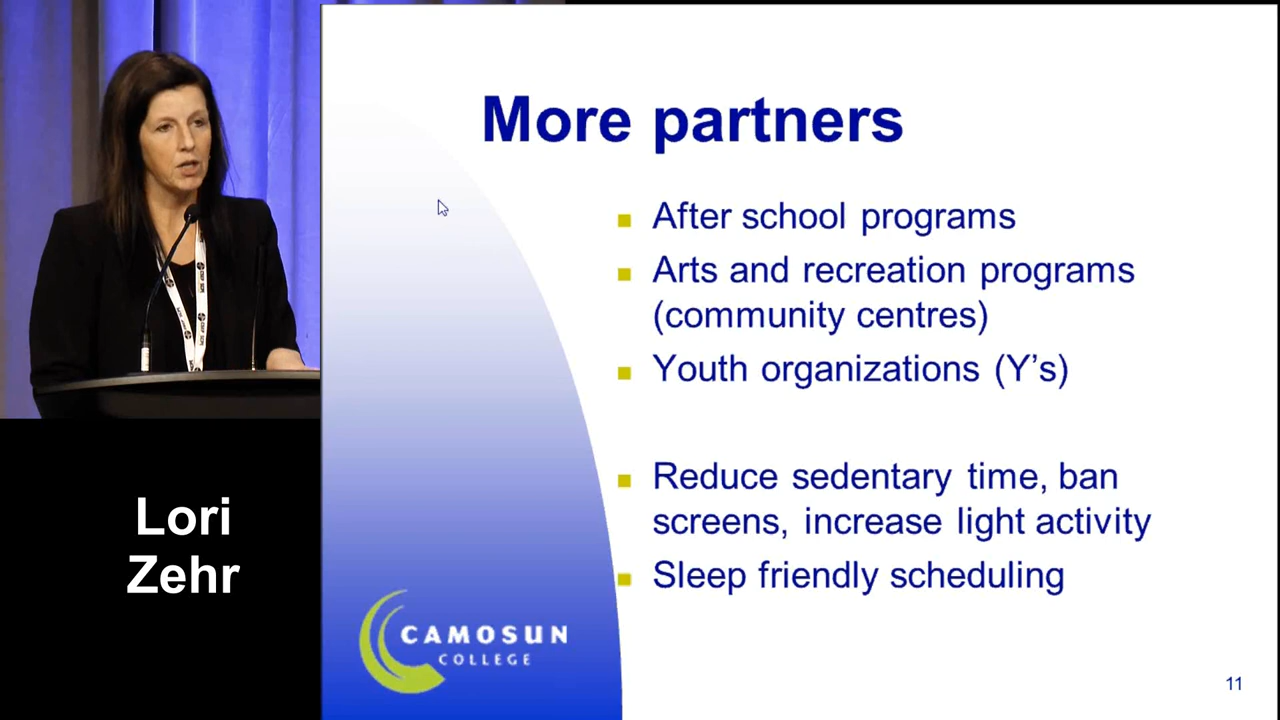 More partners
After school programs
Arts and recreation programs
(community centres)
Youth organizations (Y's)
Reduce sedentary time, ban
screens, increase light activity
Sleep friendly scheduling
Lori
Zehr
CAMOSUN
COLLEGE
11